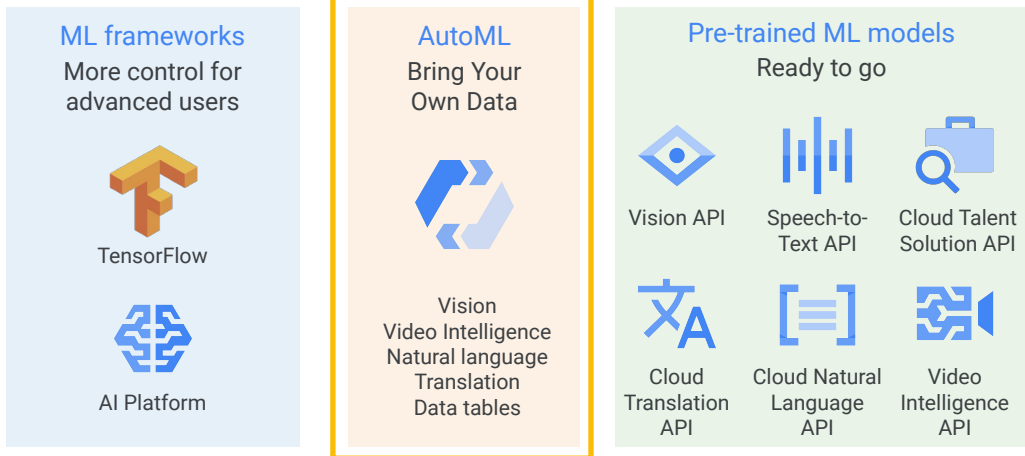 ML frameworks
More control for
advanced users
TensorFlow
AI Platform
AutoML
Bring Your
Own Data
Vision
Video Intelligence
Natural language
Translation
Data tables
Pre-trained ML models
Ready to go
Vision API
Speech-to-
Text API
Cloud Talent
Solution API
Cloud
Translation
API
Cloud Natural
Language
API
Video
Intelligence
API